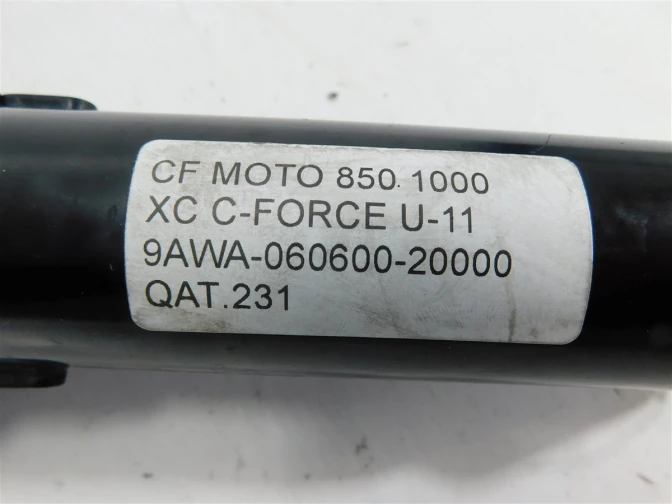 CF MOTO 850. 1000
XC C-FORCE U-11
9AWA-060600-20000
QAT.231